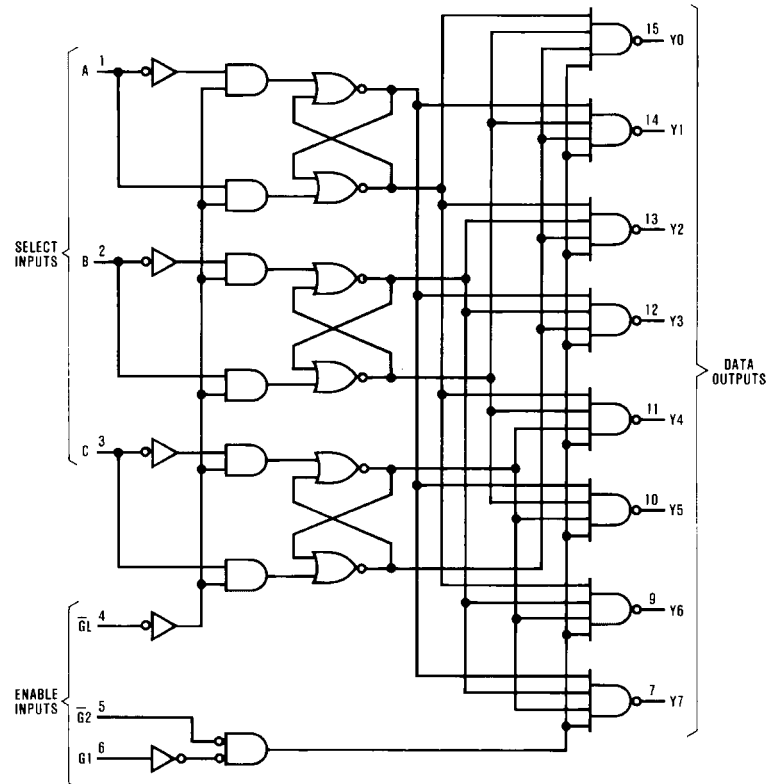 15
Y0
1
A
14
Y1
13
Y2
2
B
SELECT
INPUTS
12
Y3
DATA
OUTPUTS
11
Y4
3
C
10
Y5
9
Y6
4
G̅L̅
ENABLE
INPUTS
7
Y7
5
G̅2̅
6
G1